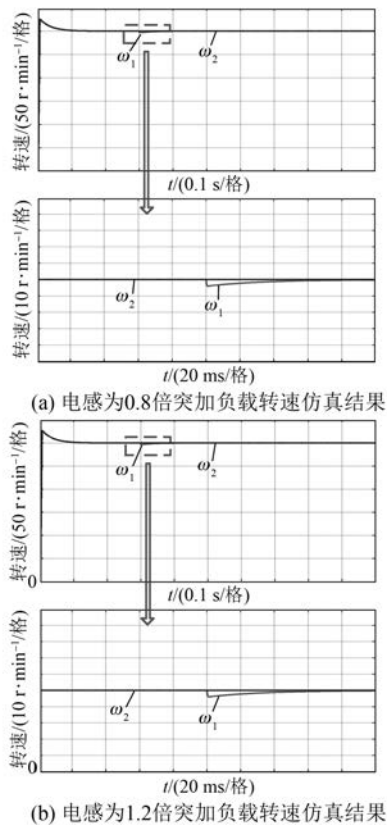 转速/(50 r·min⁻¹/格)
ω₁
ω₂
t/(0.1 s/格)
转速/(10 r·min⁻¹/格)
ω₂
ω₁
t/(20 ms/格)
(a) 电感为0.8倍突加负载转速仿真结果
转速/(50 r·min⁻¹/格)
ω₁
ω₂
0
t/(0.1 s/格)
转速/(10 r·min⁻¹/格)
ω₂
ω₁
0
t/(20 ms/格)
(b) 电感为1.2倍突加负载转速仿真结果